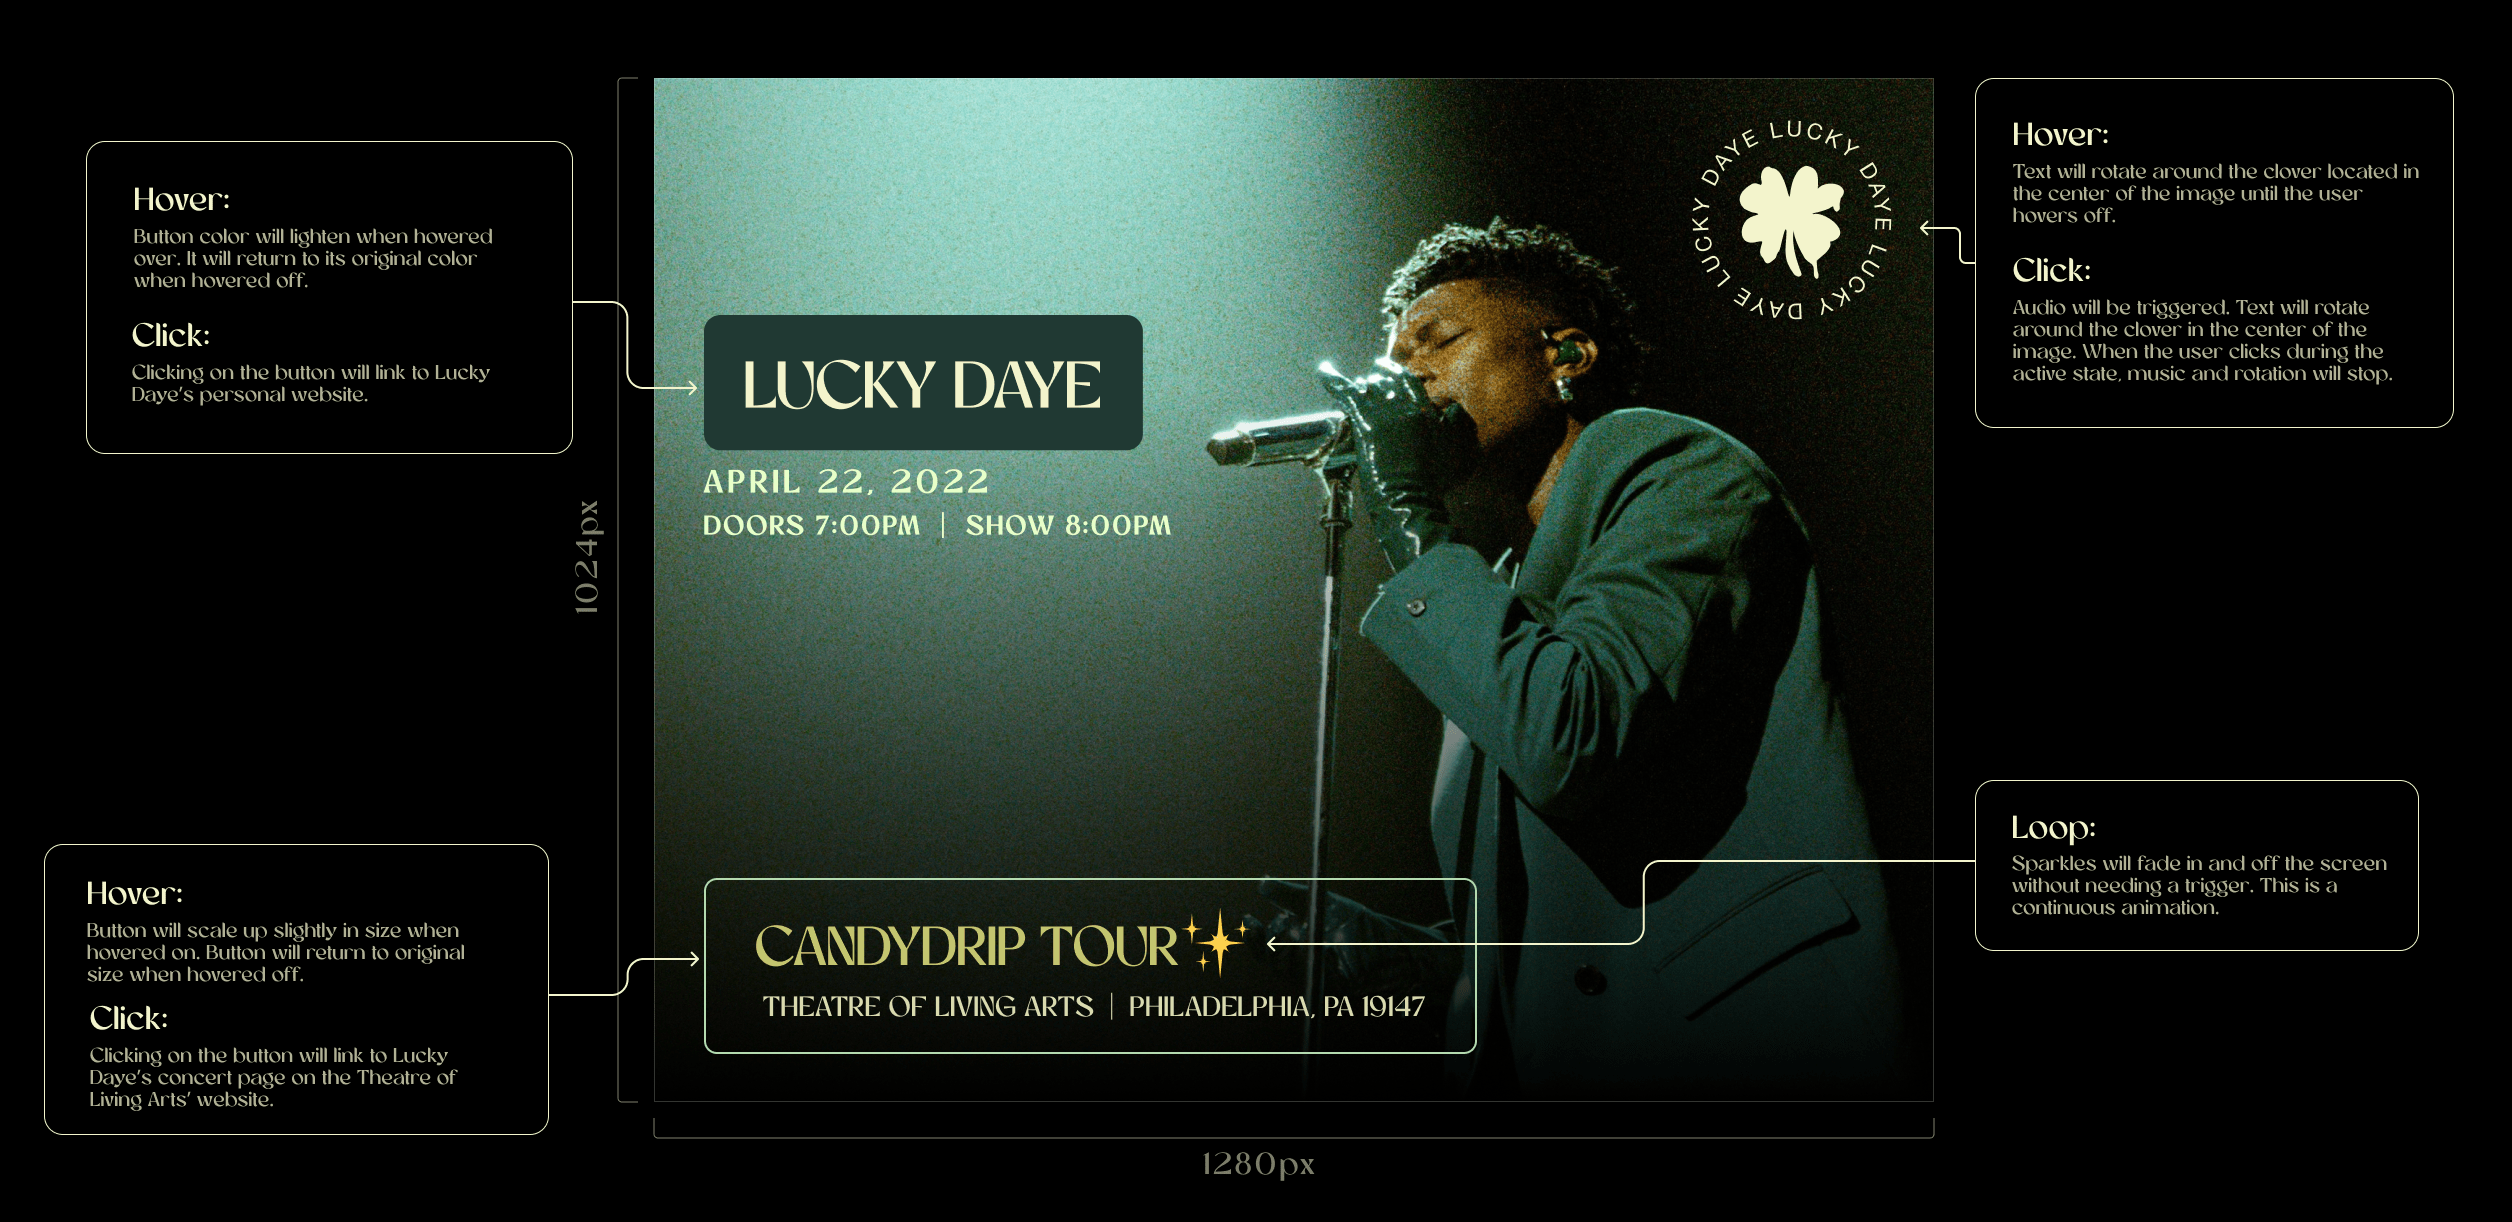 Hover:
Button color will lighten when hovered
over. It will return to its original color
when hovered off.
Click:
Clicking on the button will link to Lucky
Daye's personal website.
Hover:
Button will scale up slightly in size when
hovered on. Button will return to original
size when hovered off.
Click:
Clicking on the button will link to Lucky
Daye's concert page on the Theatre of
Living Arts' website.
1024px
LUCKY DAYE
APRIL 22, 2022
DOORS 7:00PM | SHOW 8:00PM
LUCKY DAYE LUCKY DAYE LUCKY DAYE LUCKY DAYE
CANDYDRIP TOUR
THEATRE OF LIVING ARTS | PHILADELPHIA, PA 19147
1280px
Hover:
Text will rotate around the clover located in
the center of the image until the user
hovers off.
Click:
Audio will be triggered. Text will rotate
around the clover in the center of the
image. When the user clicks during the
active state, music and rotation will stop.
Loop:
Sparkles will fade in and off the screen
without needing a trigger. This is a
continuous animation.